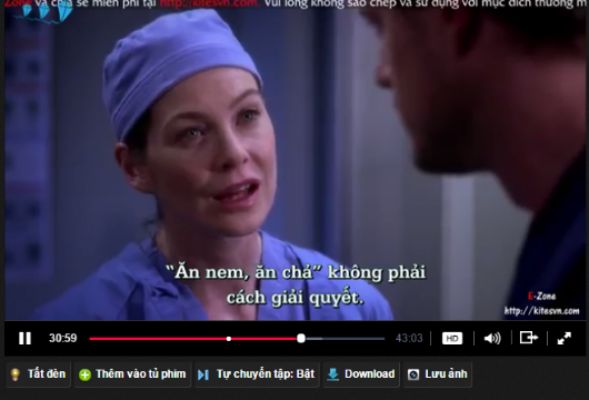 Zone và chia sẻ miễn phí tại http://kitesvn.com. Vui lòng không sao chép và sử dụng với mục đích thương m
“Ăn nem, ăn chả” không phải
cách giải quyết.
E-Zone
http://kitesvn.com
30:59 43:03 HD
Tắt đèn Thêm vào tủ phim Tự chuyển tập: Bật Download Lưu ảnh